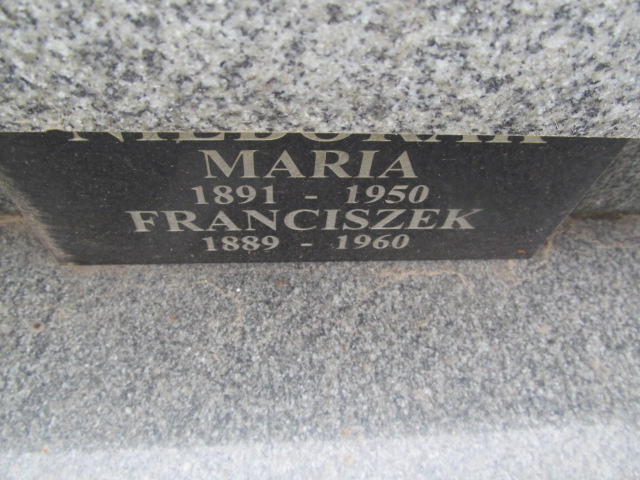 MARIA
1891 - 1950
FRANCISZEK
1889 - 1960